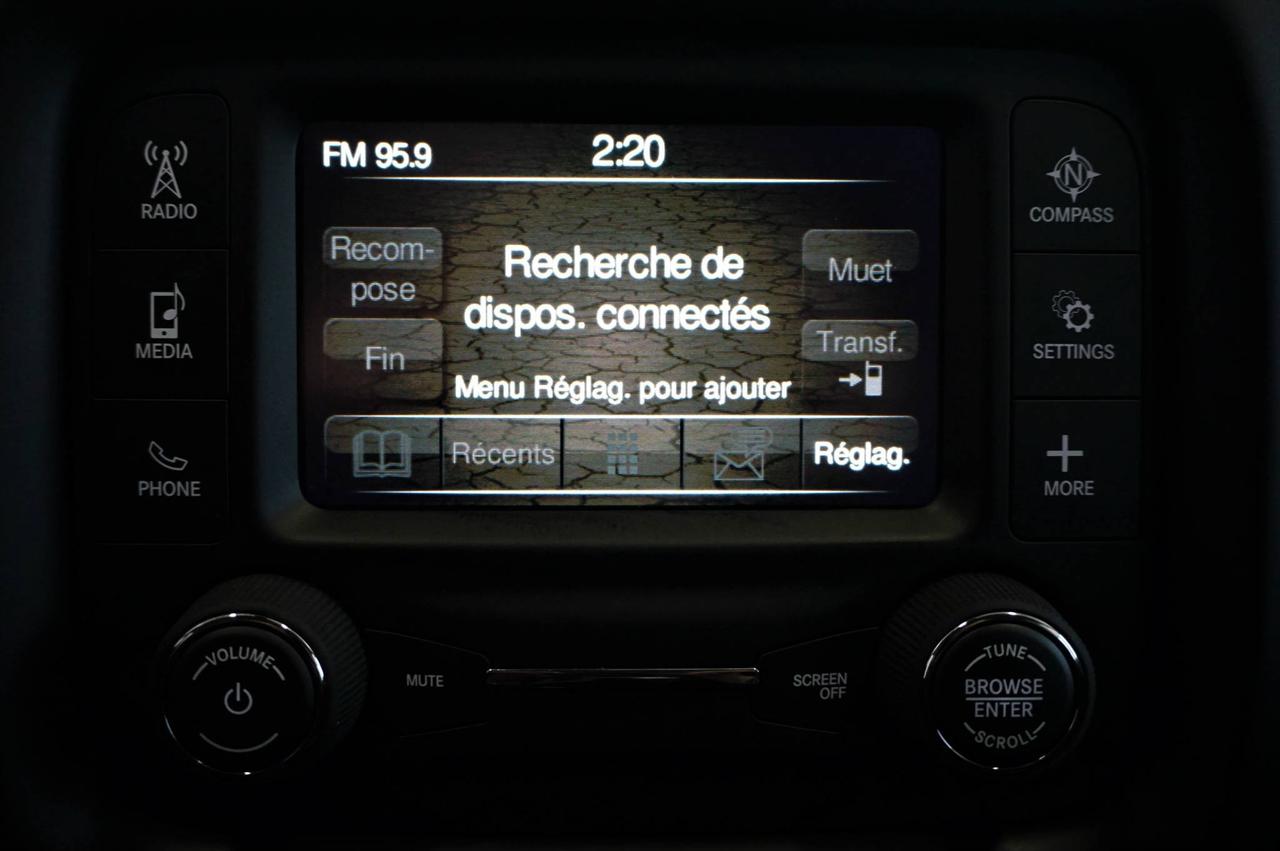 FM 95.9
2:20
RADIO
MEDIA
PHONE
Recom-
pose
Fin
Recherche de
dispos. connectés
Menu Réglag. pour ajouter
Muet
Transf.
Récents
Réglag.
N
COMPASS
SETTINGS
MORE
VOLUME
MUTE
SCREEN
OFF
TUNE
BROWSE
ENTER
SCROLL